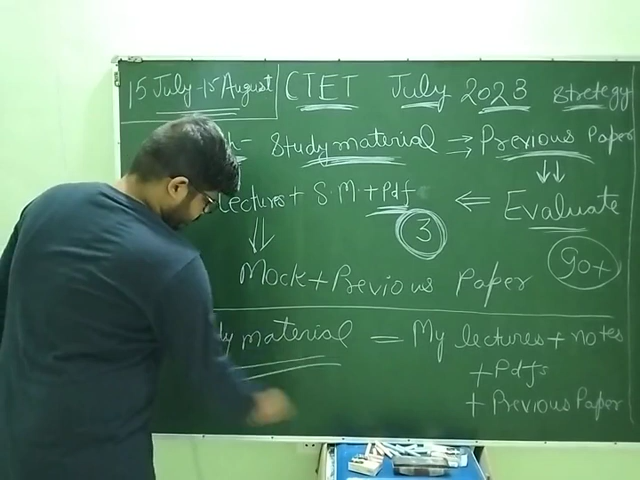 15 July-15 August CTET July 2023 Stretegy
Study material => Previous Paper
Lectures + S.M. + Pdf <= Evaluate
3
90+
Mock + Previous Paper
material = My lectures + notes
+ Pdfs
+ Previous Paper